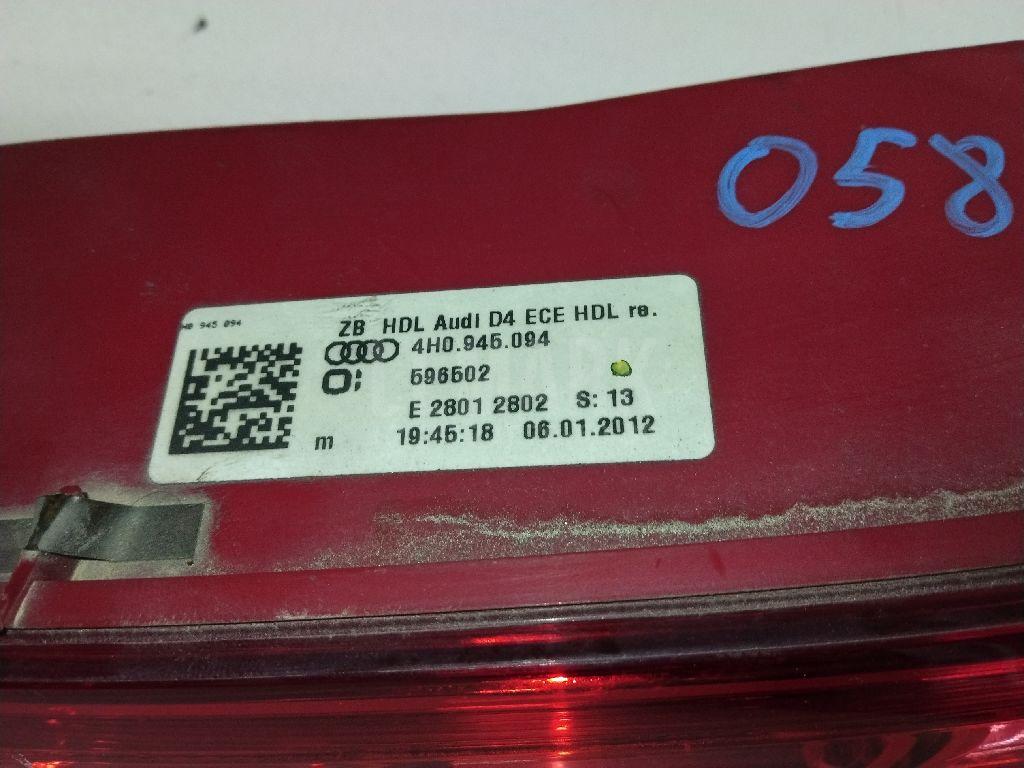 058
H0 945 094
ZB HDL Audi D4 ECE HDL re.
4H0.945.094
596502
E 2801 2802 S: 13
m 19:45:18 06.01.2012